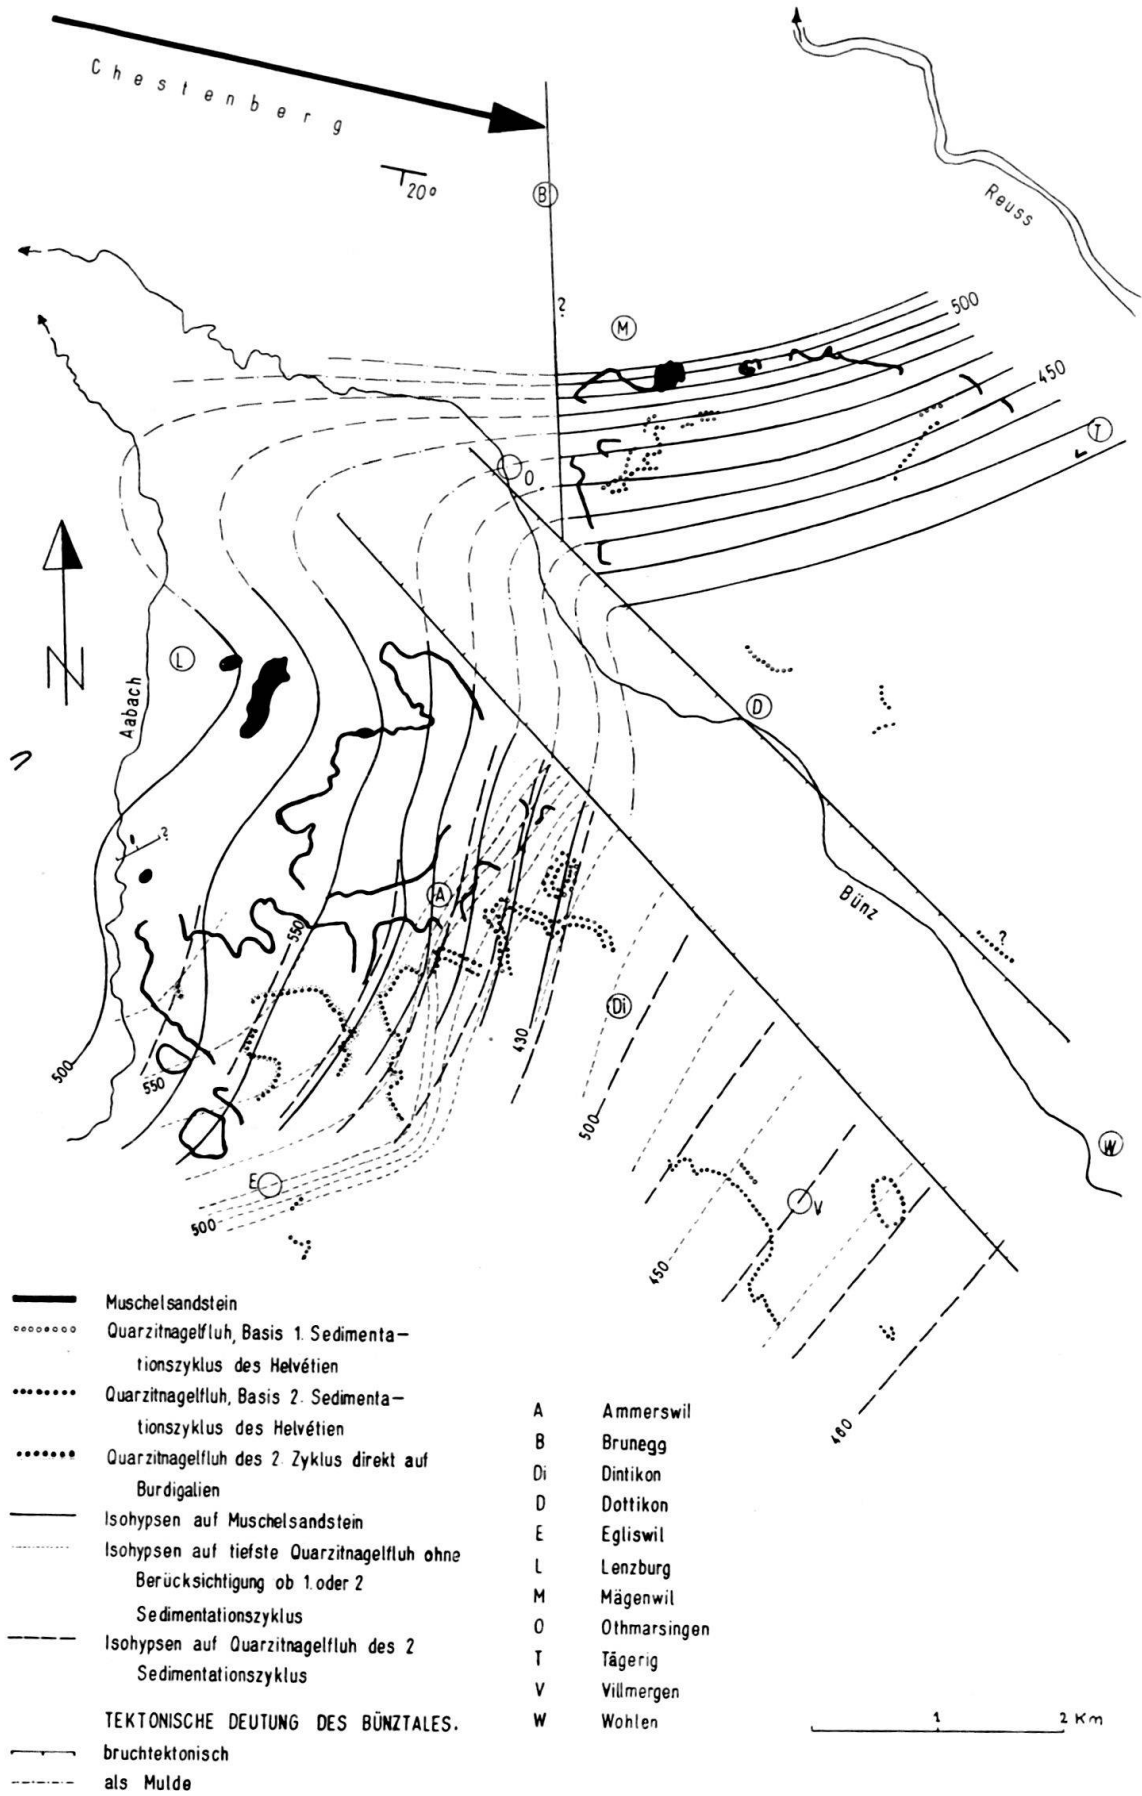 Chestenberg
20°
B
Reuss
?
M
500
450
T
O
N
L
Aabach
D
?
A
Bünz
550
?
Di
430
500
550
500
W
E
V
500
450
460
Muschelsandstein
Quarzitnagelfluh, Basis 1. Sedimenta—
tionszyklus des Helvétien
Quarzitnagelfluh, Basis 2. Sedimenta—
tionszyklus des Helvétien
Quarzitnagelfluh des 2. Zyklus direkt auf
Burdigalien
Isohypsen auf Muschelsandstein
Isohypsen auf tiefste Quarzitnagelfluh ohne
Berücksichtigung ob 1. oder 2
Sedimentationszyklus
Isohypsen auf Quarzitnagelfluh des 2
Sedimentationszyklus
TEKTONISCHE DEUTUNG DES BÜNZTALES.
bruchtektonisch
als Mulde
A Ammerswil
B Brunegg
Di Dintikon
D Dottikon
E Egliswil
L Lenzburg
M Mägenwil
O Othmarsingen
T Tägerig
V Villmergen
W Wohlen
1 2 Km